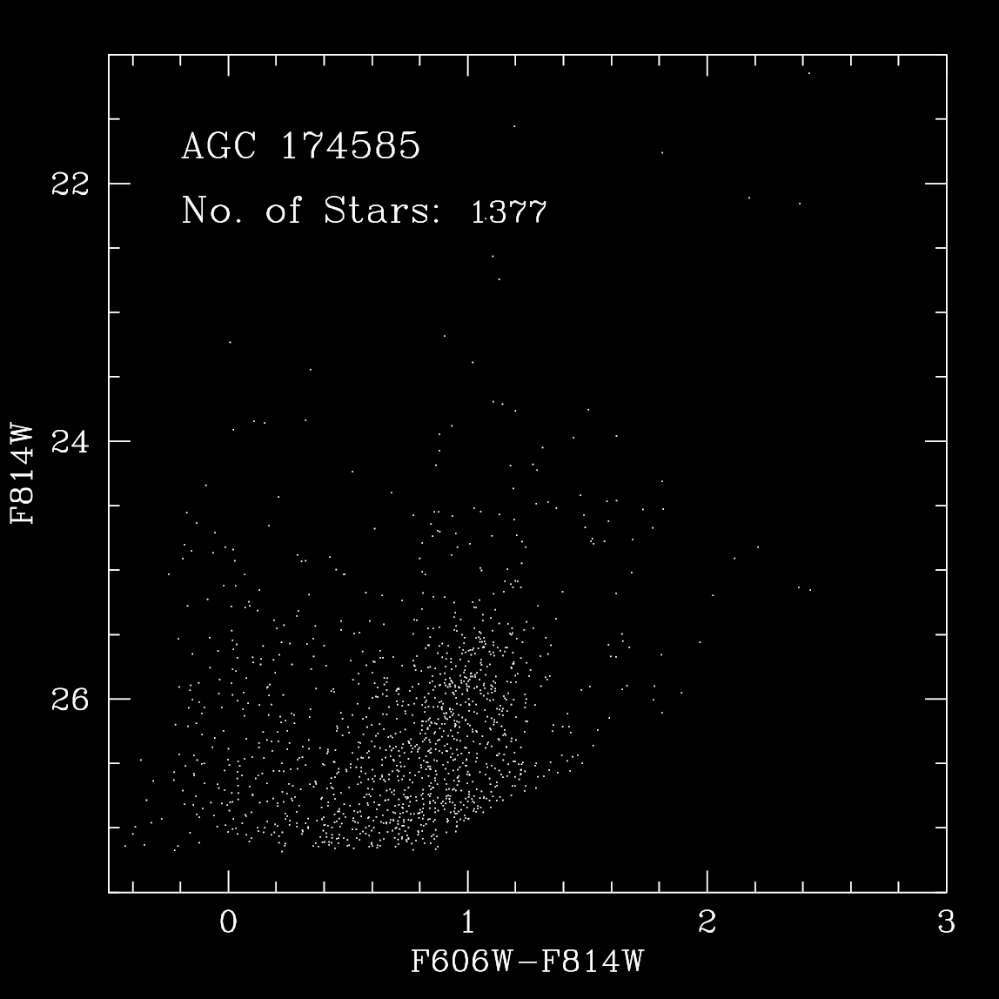 AGC 174585
No. of Stars: 1377
22
24
26
F814W
0 1 2 3
F606W-F814W